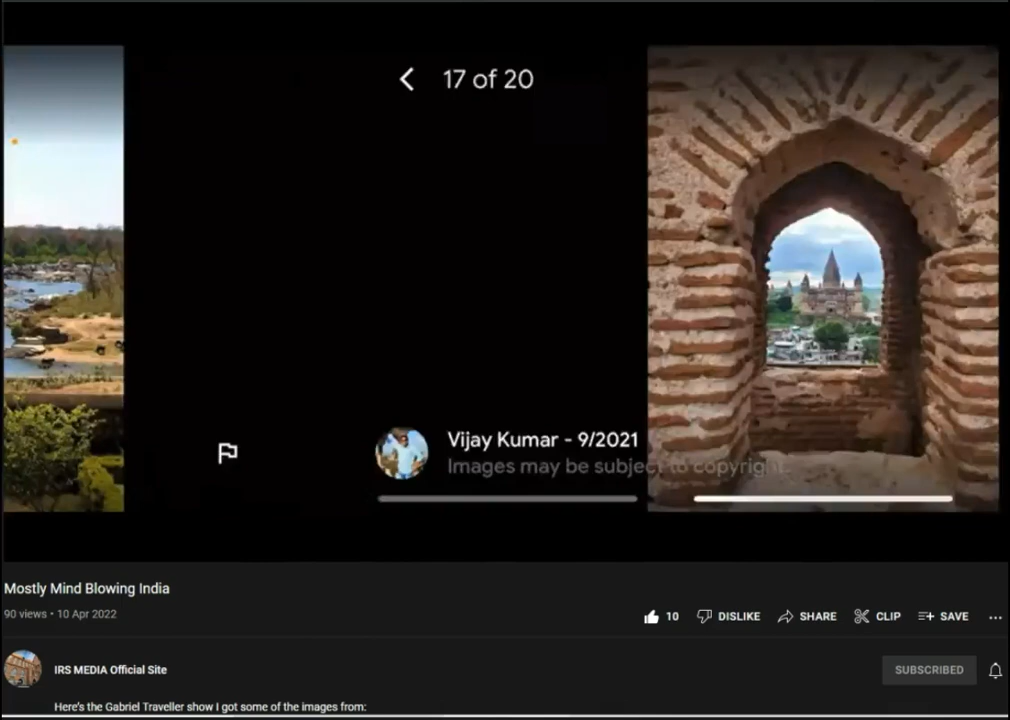 17 of 20
Vijay Kumar - 9/2021
Images may be subject to copyright.
Mostly Mind Blowing India
90 views • 10 Apr 2022
10 DISLIKE SHARE CLIP SAVE
IRS MEDIA Official Site
SUBSCRIBED
Here's the Gabriel Traveller show I got some of the images from: